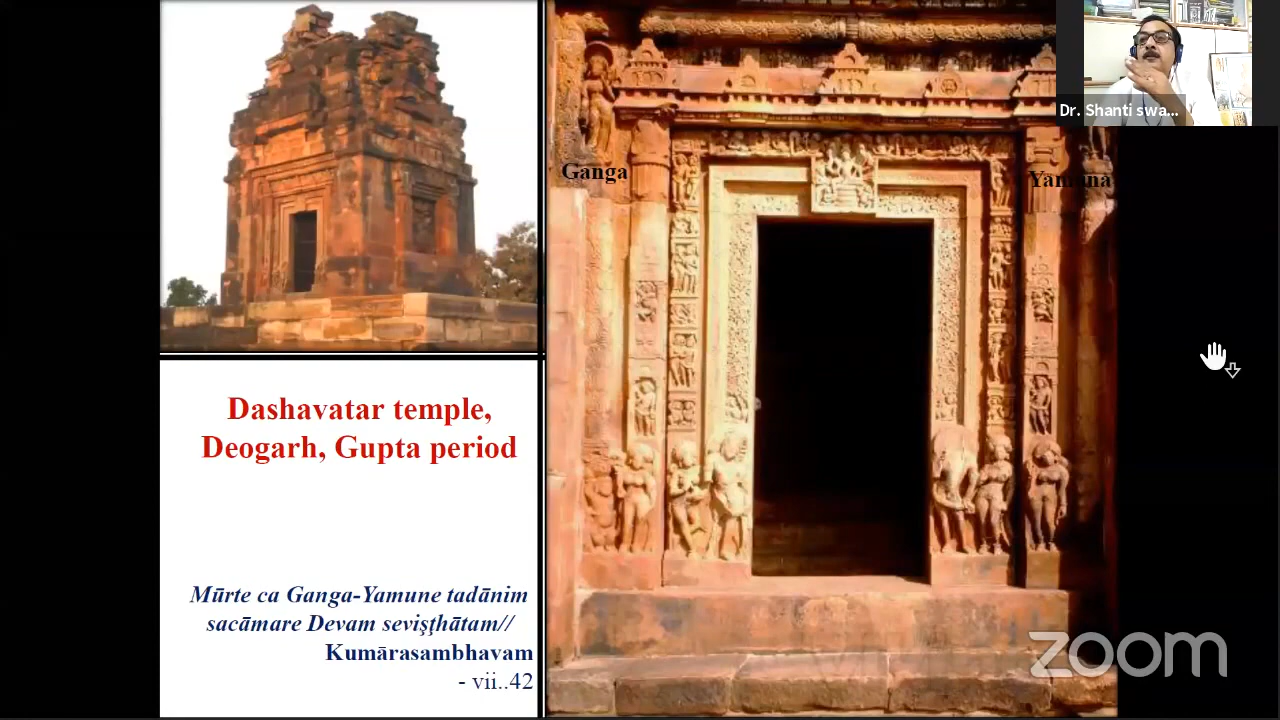 Dr. Shanti swa...
Ganga
Yamuna
Dashavatar temple,
Deogarh, Gupta period
Mūrte ca Ganga-Yamune tadānim
sacāmare Devam sevişţhātam//
Kumārasambhavam
- vii..42
zoom